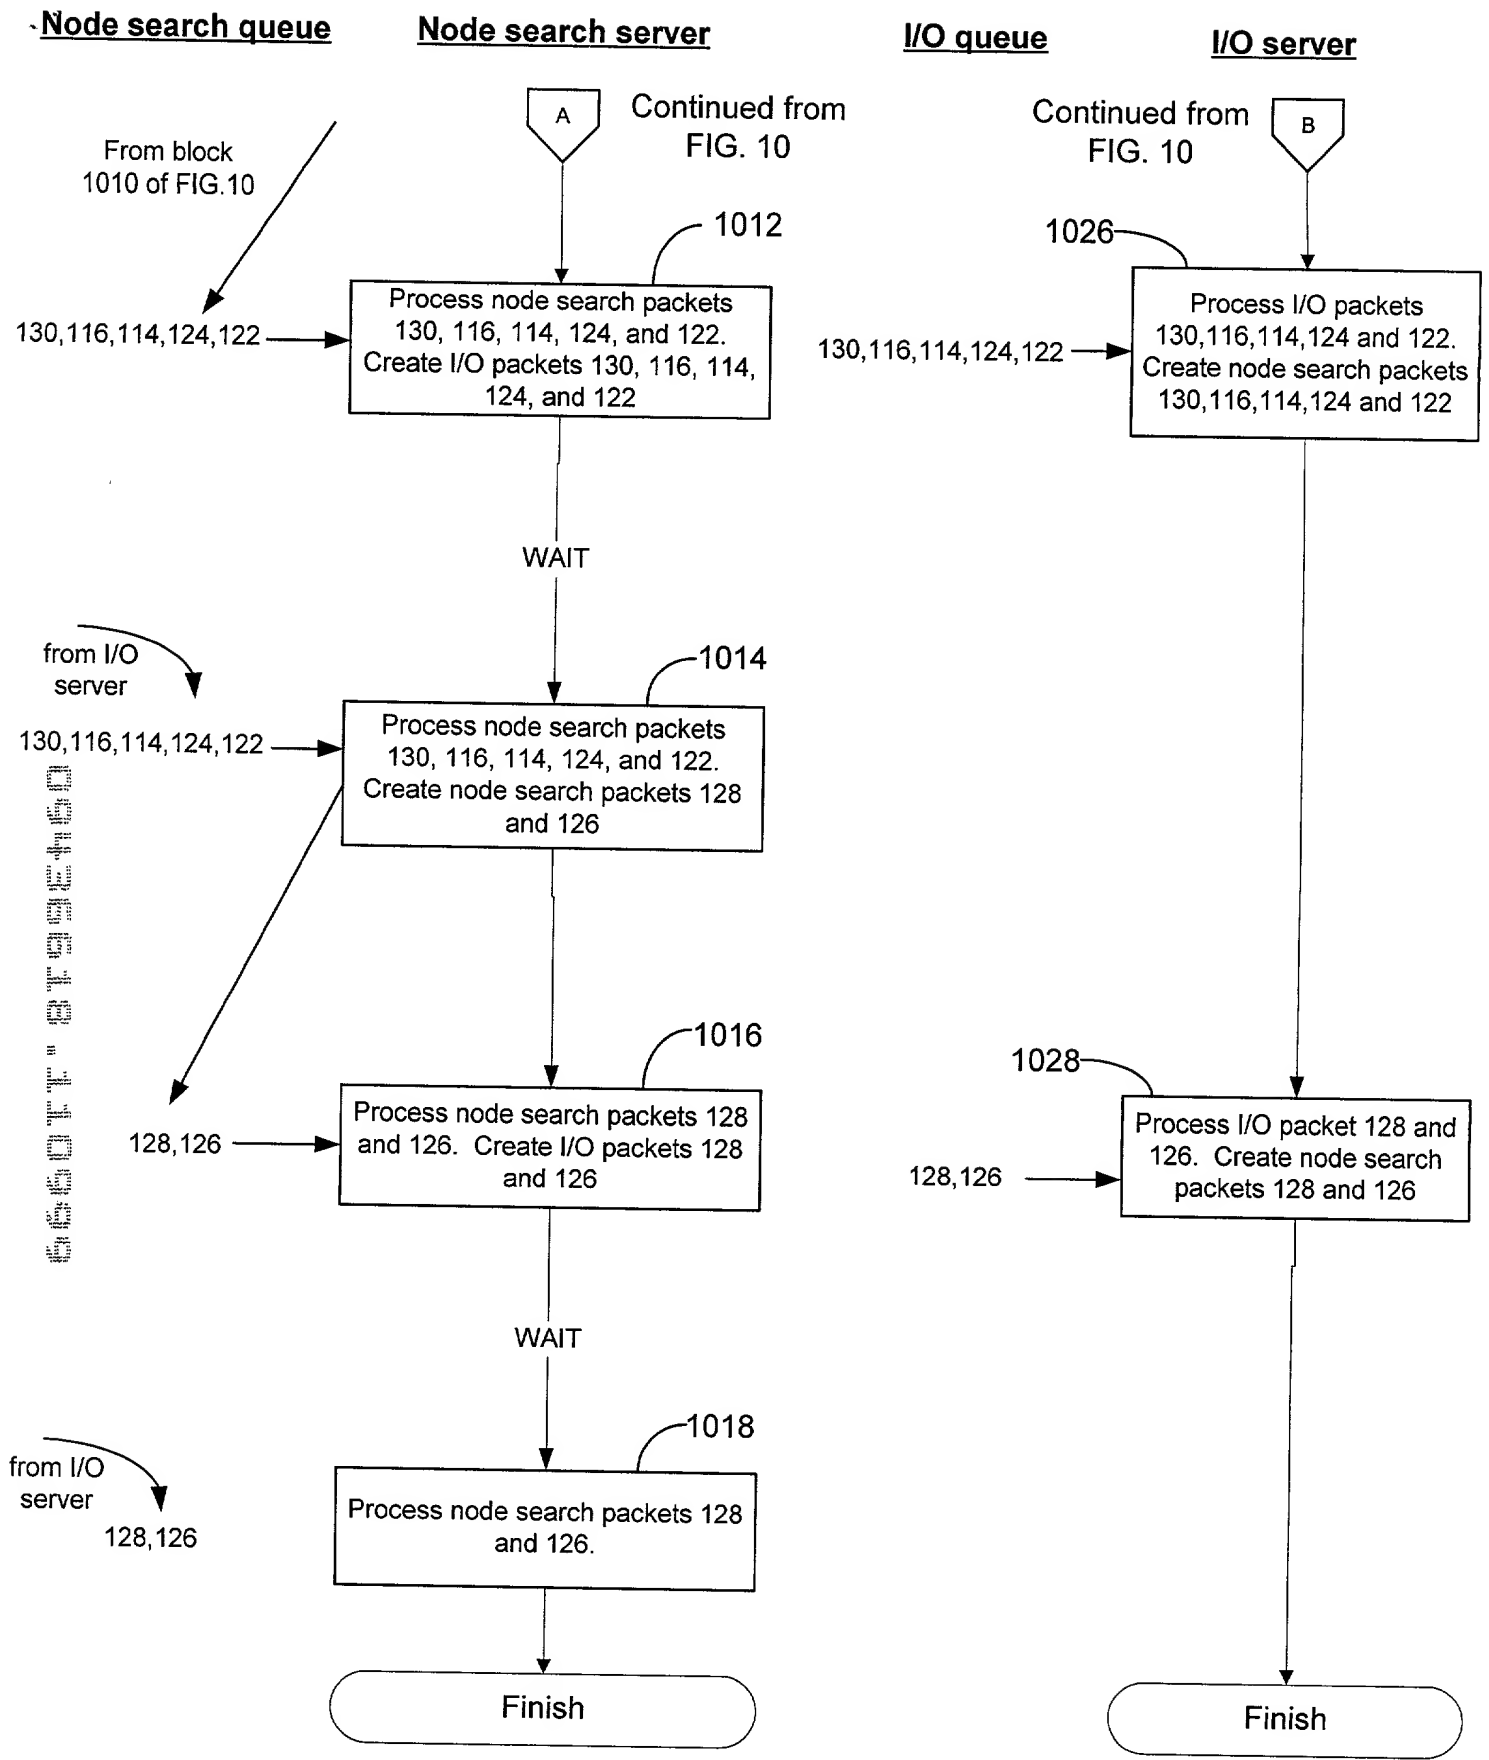 Node search queue
Node search server
I/O queue
I/O server
A
Continued from
FIG. 10
Continued from
FIG. 10
B
From block
1010 of FIG.10
1012
1026
Process node search packets
130, 116, 114, 124, and 122.
Create I/O packets 130, 116, 114,
124, and 122
130,116,114,124,122
130,116,114,124,122
Process I/O packets
130,116,114,124 and 122.
Create node search packets
130,116,114,124 and 122
WAIT
from I/O
server
1014
130,116,114,124,122
Process node search packets
130, 116, 114, 124, and 122.
Create node search packets 128
and 126
1016
1028
128,126
Process node search packets 128
and 126. Create I/O packets 128
and 126
128,126
Process I/O packet 128 and
126. Create node search
packets 128 and 126
WAIT
1018
from I/O
server
128,126
Process node search packets 128
and 126.
Finish
Finish